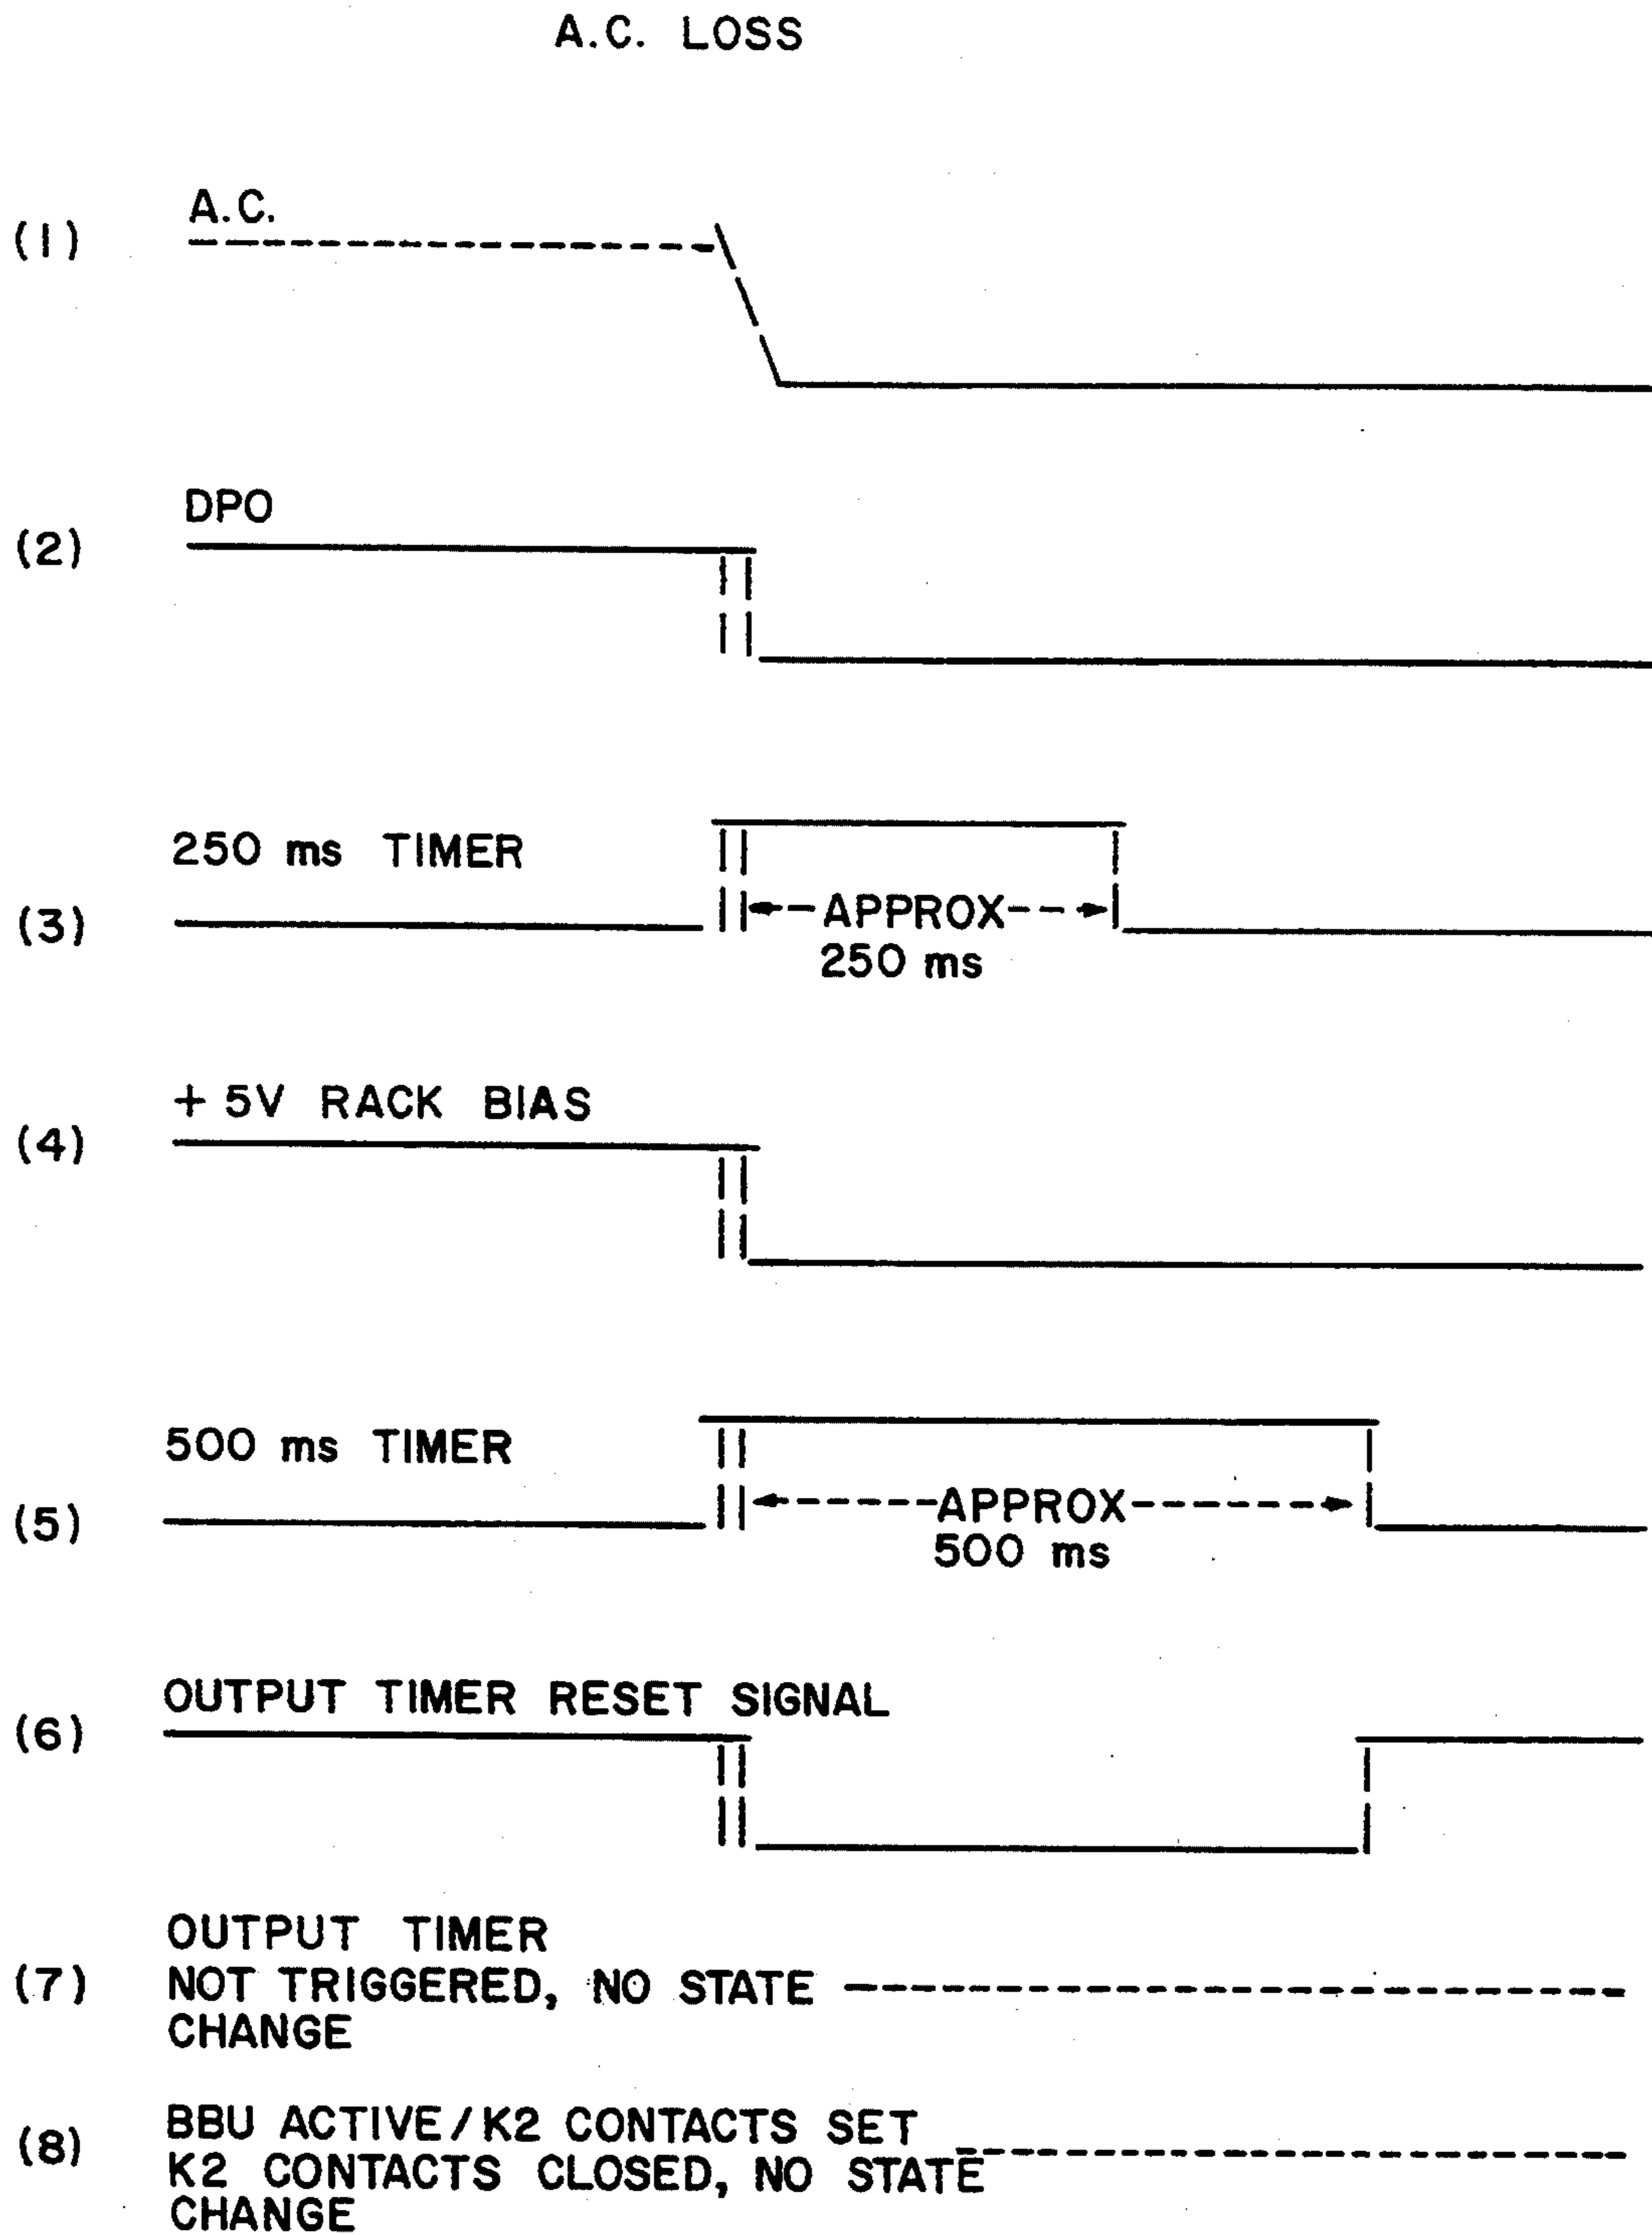 A.C. LOSS
(1)
A.C.
(2)
DPO
(3)
250 ms TIMER
APPROX
250 ms
(4)
+ 5V RACK BIAS
(5)
500 ms TIMER
APPROX
500 ms
(6)
OUTPUT TIMER RESET SIGNAL
(7)
OUTPUT TIMER
NOT TRIGGERED, NO STATE
CHANGE
(8)
BBU ACTIVE/K2 CONTACTS SET
K2 CONTACTS CLOSED, NO STATE
CHANGE